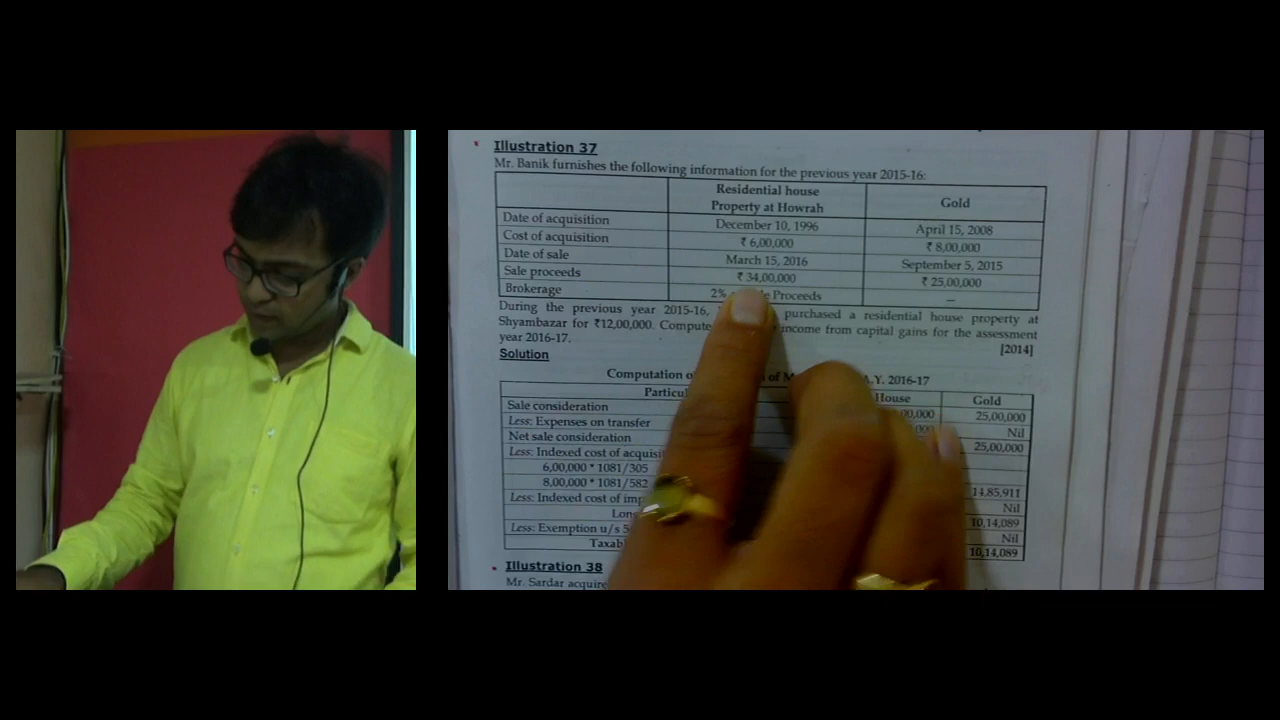 Illustration 37
Mr. Banik furnishes the following information for the previous year 2015-16:
Residential house Property at Howrah Gold
Date of acquisition December 10, 1996 April 15, 2008
Cost of acquisition ₹ 6,00,000 ₹ 8,00,000
Date of sale March 15, 2016 September 5, 2015
Sale proceeds ₹ 34,00,000 ₹ 25,00,000
Brokerage 2% Proceeds –
During the previous year 2015-16, purchased a residential house property at
Shyambazar for ₹12,00,000. Compute income from capital gains for the assessment
year 2016-17. [2014]
Solution
Computation of of A.Y. 2016-17
House Gold
Sale consideration 25,00,000
Less: Expenses on transfer Nil
Net sale consideration 25,00,000
Less: Indexed cost of
6,00,000 * 1081/305
8,00,000 * 1081/582 14,85,911
Less: Indexed cost of Nil
10,14,089
Less: Exemption u/s Nil
10,14,089
Illustration 38
Mr. Sardar